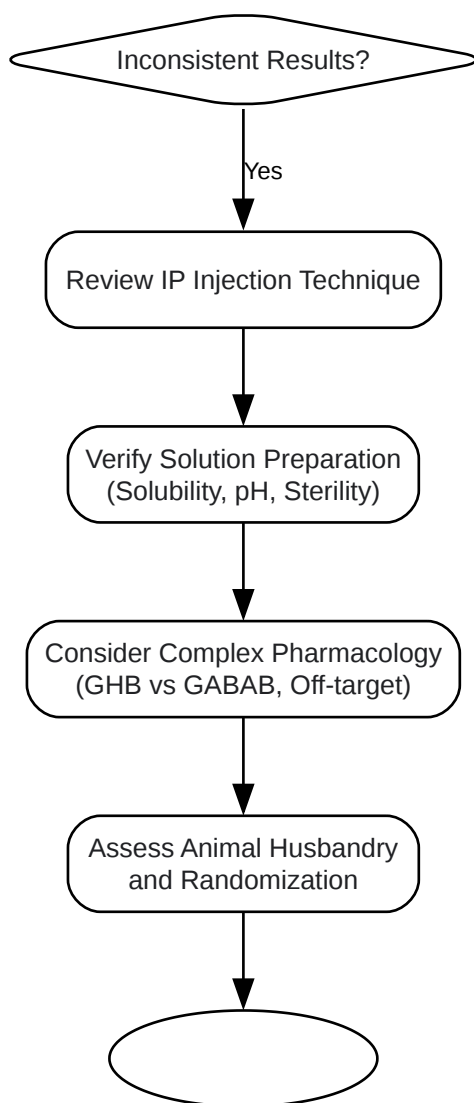 Inconsistent Results?
Yes
Review IP Injection Technique
Verify Solution Preparation
(Solubility, pH, Sterility)
Consider Complex Pharmacology
(GHB vs GABAB, Off-target)
Assess Animal Husbandry
and Randomization